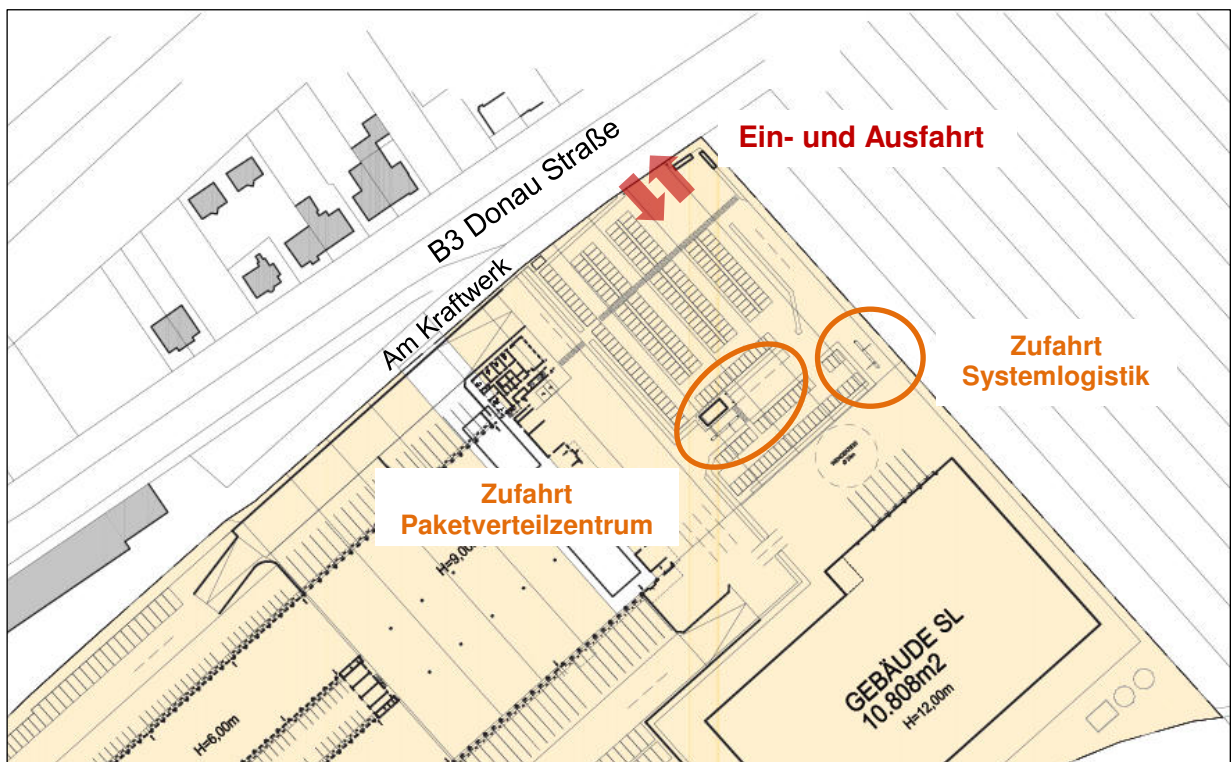 Ein- und Ausfahrt
B3 Donau Straße
Am Kraftwerk
Zufahrt
Systemlogistik
Zufahrt
Paketverteilzentrum
H=9,00
GEBÄUDE SL
10.808m2
H=12,00m
H=6,00m